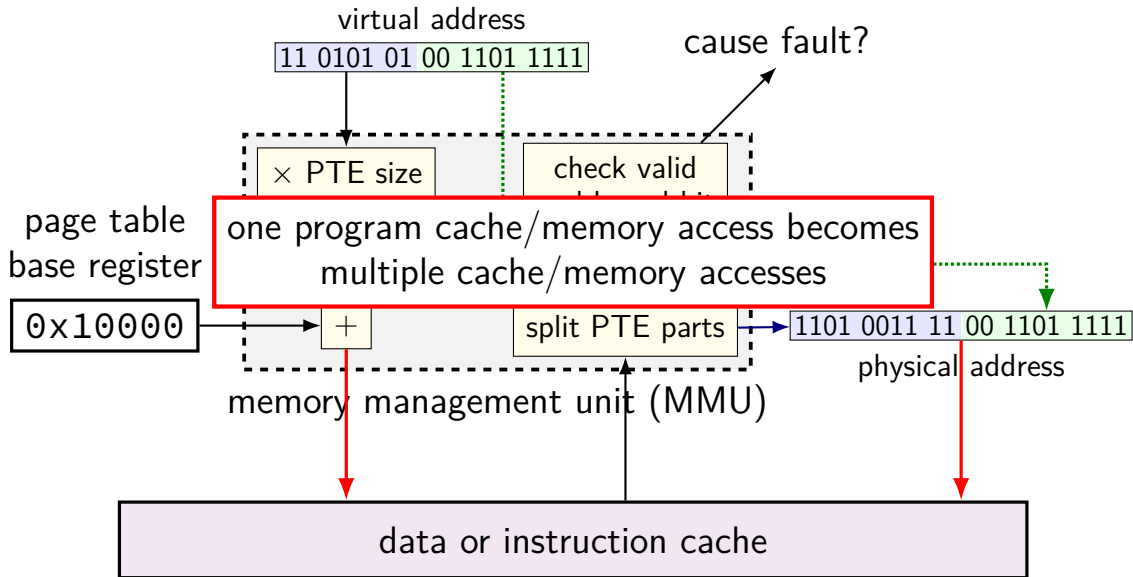 virtual address
11 0101 01 00 1101 1111
cause fault?
× PTE size
check valid
page table
base register
0x10000
one program cache/memory access becomes
multiple cache/memory accesses
+
split PTE parts
1101 0011 11 00 1101 1111
physical address
memory management unit (MMU)
data or instruction cache